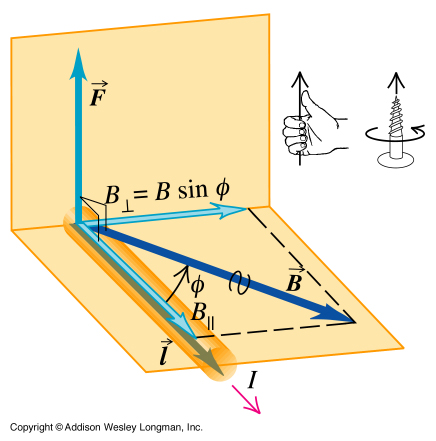 F⃗
B⊥ = B sin ϕ
ϕ
B⃗
B∥
l⃗
I
Copyright © Addison Wesley Longman, Inc.